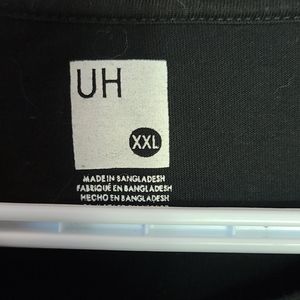 UH
XXL
MADE IN BANGLADESH
FABRIQUÉ EN BANGLADESH
HECHO EN BANGLADESH